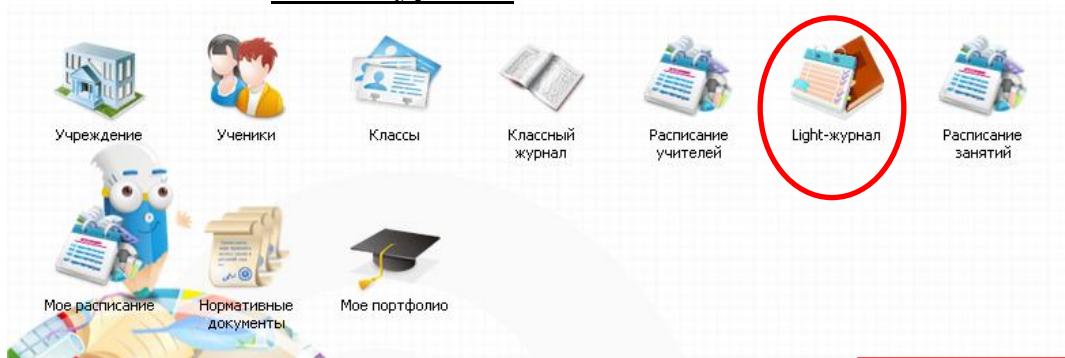 Учреждение
Ученики
Классы
Классный
журнал
Расписание
учителей
Light-журнал
Расписание
занятий
Мое расписание
Нормативные
документы
Мое портфолио